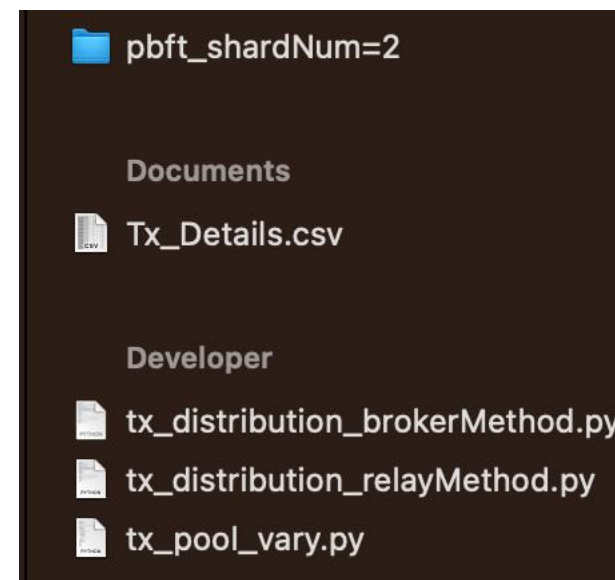 pbft_shardNum=2
Documents
Tx_Details.csv
Developer
tx_distribution_brokerMethod.py
tx_distribution_relayMethod.py
tx_pool_vary.py